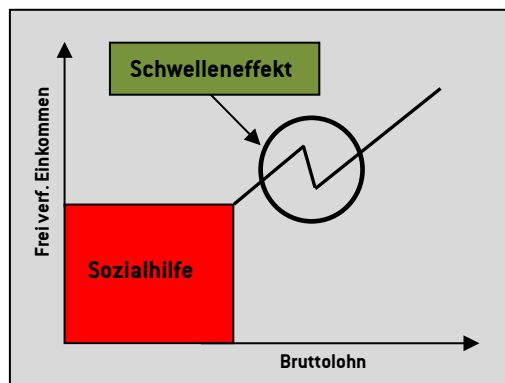 Schwelleneffekt
Frei verf. Einkommen
Sozialhilfe
Bruttolohn